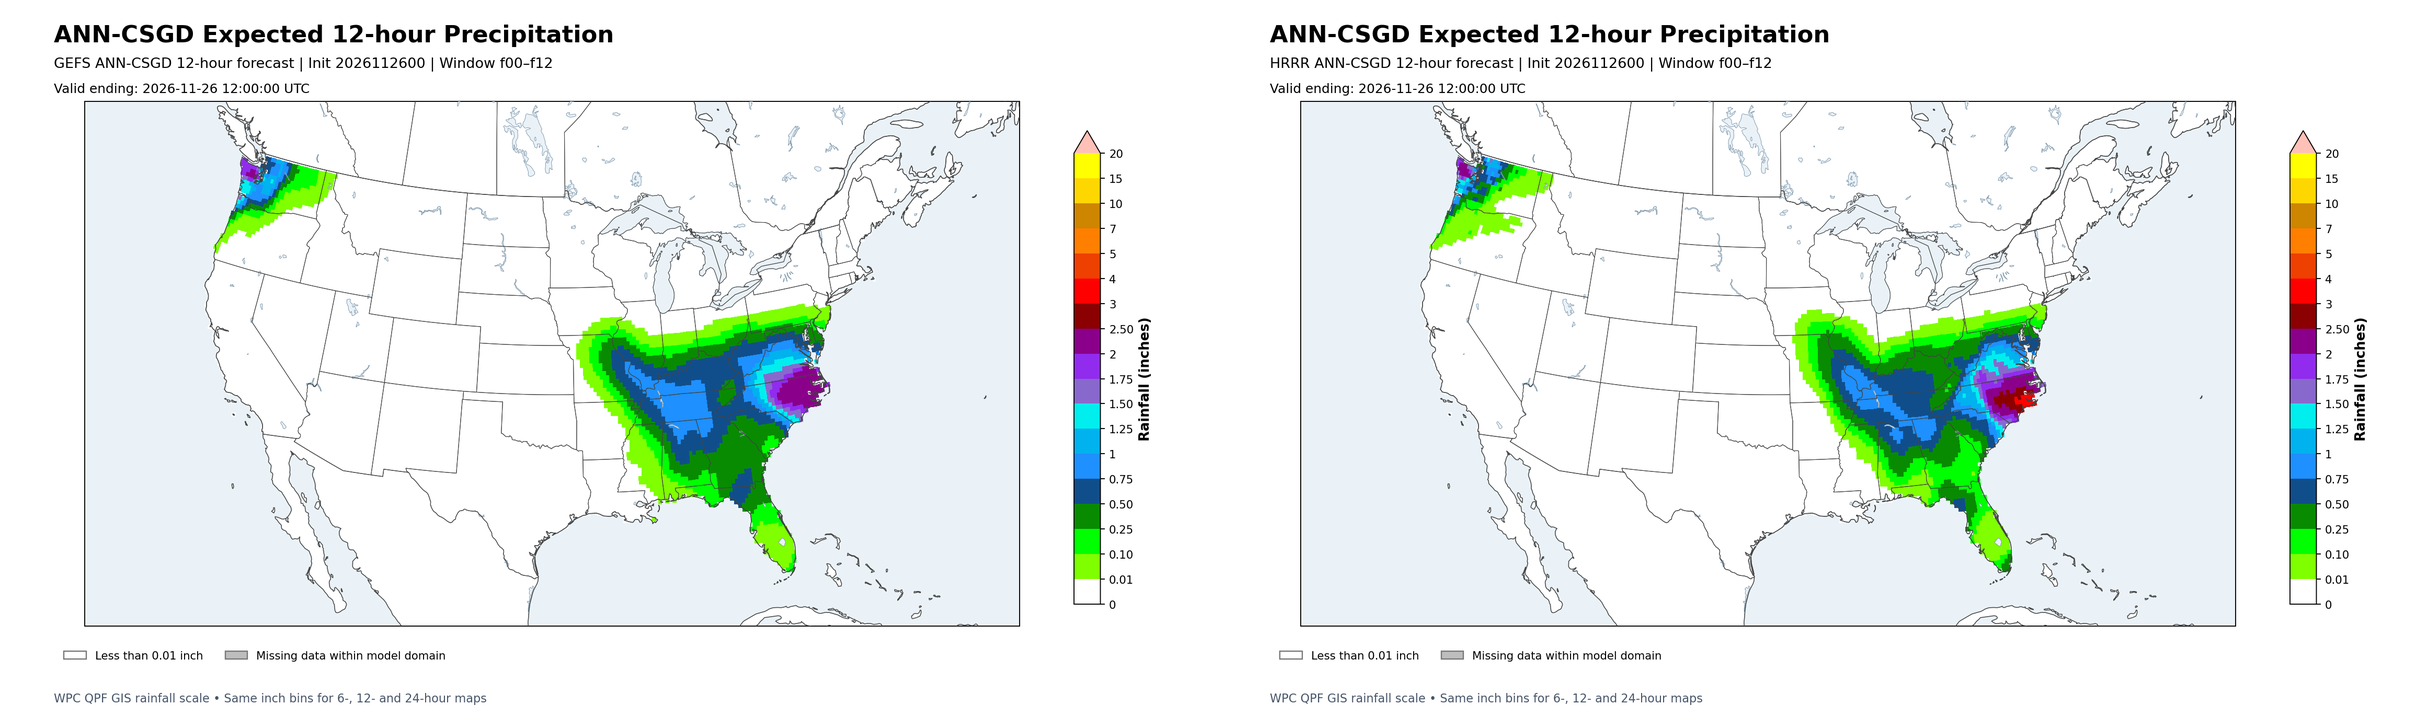 ANN-CSGD Expected 12-hour Precipitation
GEFS ANN-CSGD 12-hour forecast | Init 2026112600 | Window f00–f12
Valid ending: 2026-11-26 12:00:00 UTC
20
15
10
7
5
4
3
2.50
2
1.75
1.50
1.25
1
0.75
0.50
0.25
0.10
0.01
0
Rainfall (inches)
Less than 0.01 inch
Missing data within model domain
WPC QPF GIS rainfall scale • Same inch bins for 6-, 12- and 24-hour maps
ANN-CSGD Expected 12-hour Precipitation
HRRR ANN-CSGD 12-hour forecast | Init 2026112600 | Window f00–f12
Valid ending: 2026-11-26 12:00:00 UTC
20
15
10
7
5
4
3
2.50
2
1.75
1.50
1.25
1
0.75
0.50
0.25
0.10
0.01
0
Rainfall (inches)
Less than 0.01 inch
Missing data within model domain
WPC QPF GIS rainfall scale • Same inch bins for 6-, 12- and 24-hour maps